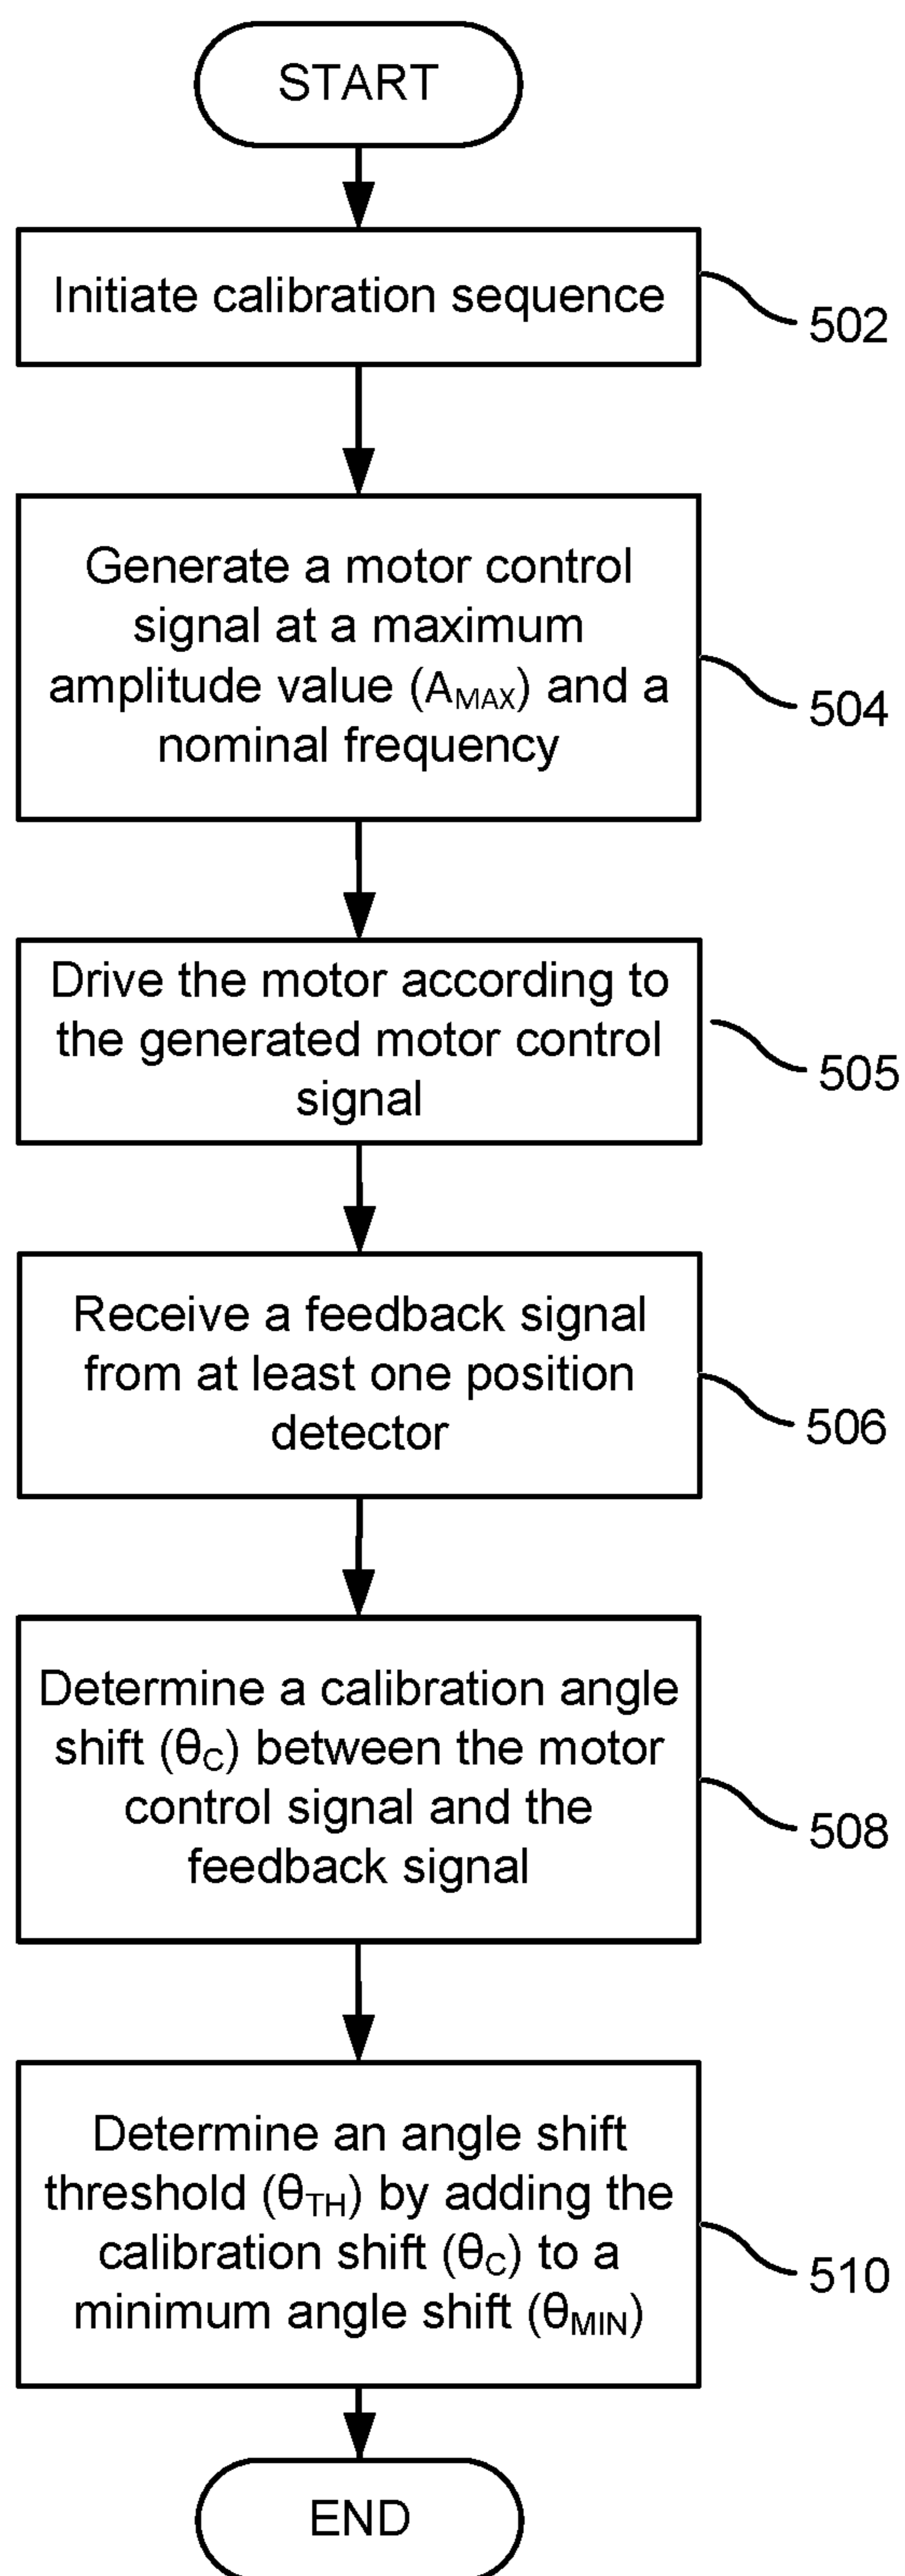 START
Initiate calibration sequence
502
Generate a motor control
signal at a maximum
amplitude value (AMAX) and a
nominal frequency
504
Drive the motor according to
the generated motor control
signal
505
Receive a feedback signal
from at least one position
detector
506
Determine a calibration angle
shift (θC) between the motor
control signal and the
feedback signal
508
Determine an angle shift
threshold (θTH) by adding the
calibration shift (θC) to a
minimum angle shift (θMIN)
510
END